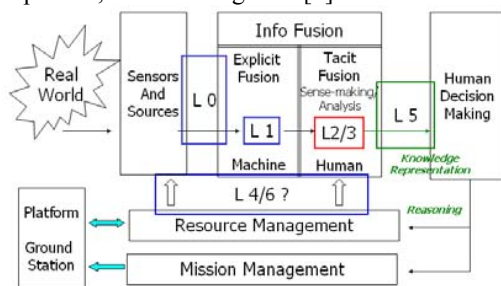 Info Fusion
Real
World
Sensors
And
Sources
L 0
Explicit
Fusion
L 1
Machine
Tacit
Fusion
Sense-making/
Analysis
L2/3
Human
L 5
Human
Decision
Making
Knowledge
Representation
L 4/6 ?
Platform
Ground
Station
Resource Management
Reasoning
Mission Management